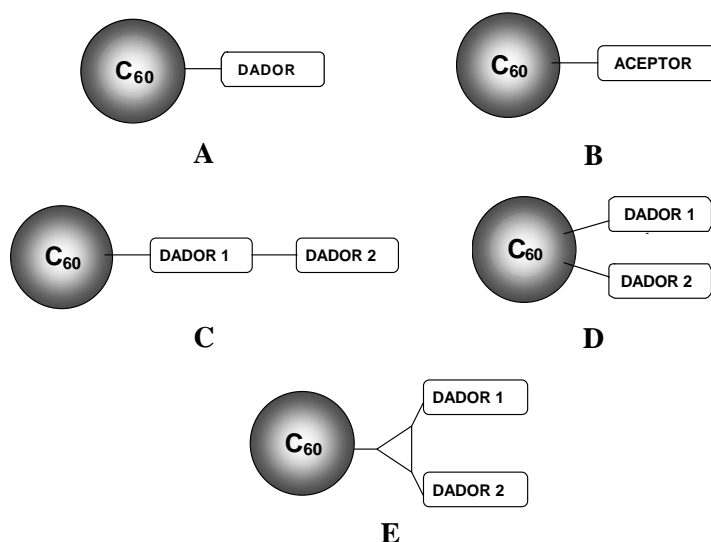 C60 DADOR
C60 ACEPTOR
A
B
C60 DADOR 1 DADOR 2
C60 DADOR 1
DADOR 2
C
D
C60 DADOR 1
DADOR 2
E